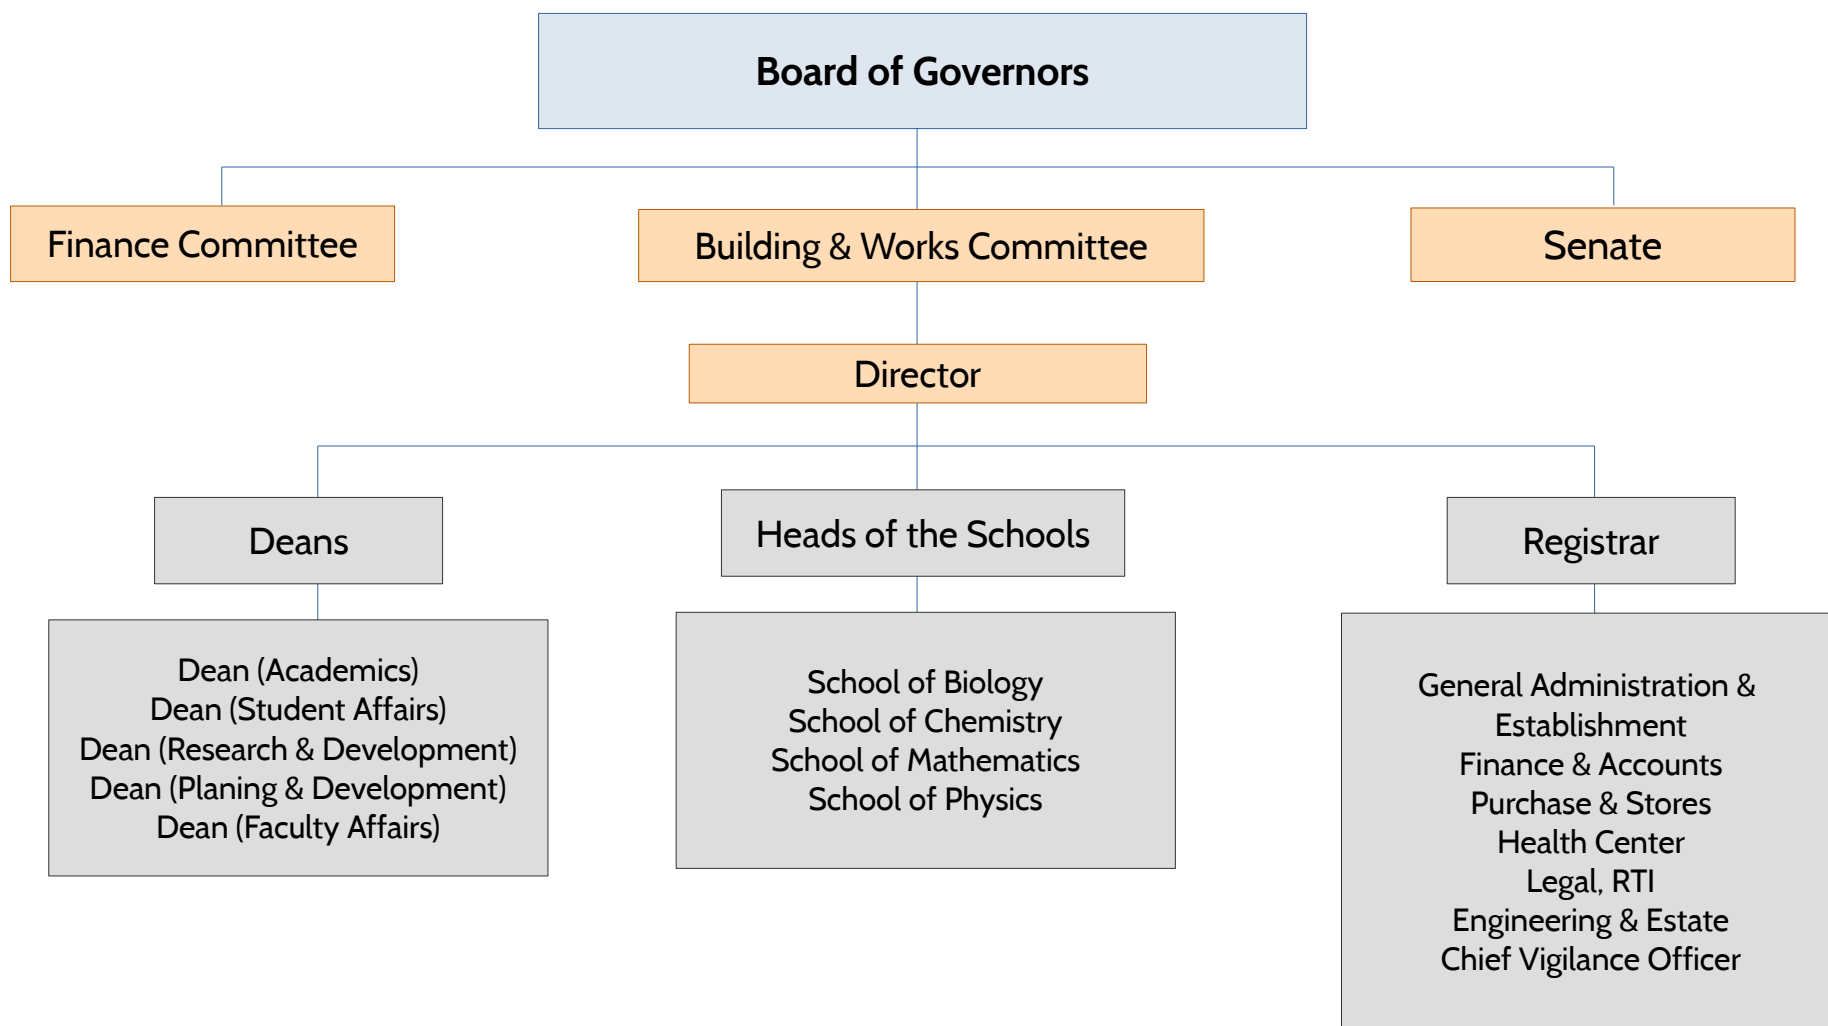 Board of Governors
Finance Committee
Building & Works Committee
Senate
Director
Deans
Heads of the Schools
Registrar
Dean (Academics)
Dean (Student Affairs)
Dean (Research & Development)
Dean (Planing & Development)
Dean (Faculty Affairs)
School of Biology
School of Chemistry
School of Mathematics
School of Physics
General Administration &
Establishment
Finance & Accounts
Purchase & Stores
Health Center
Legal, RTI
Engineering & Estate
Chief Vigilance Officer